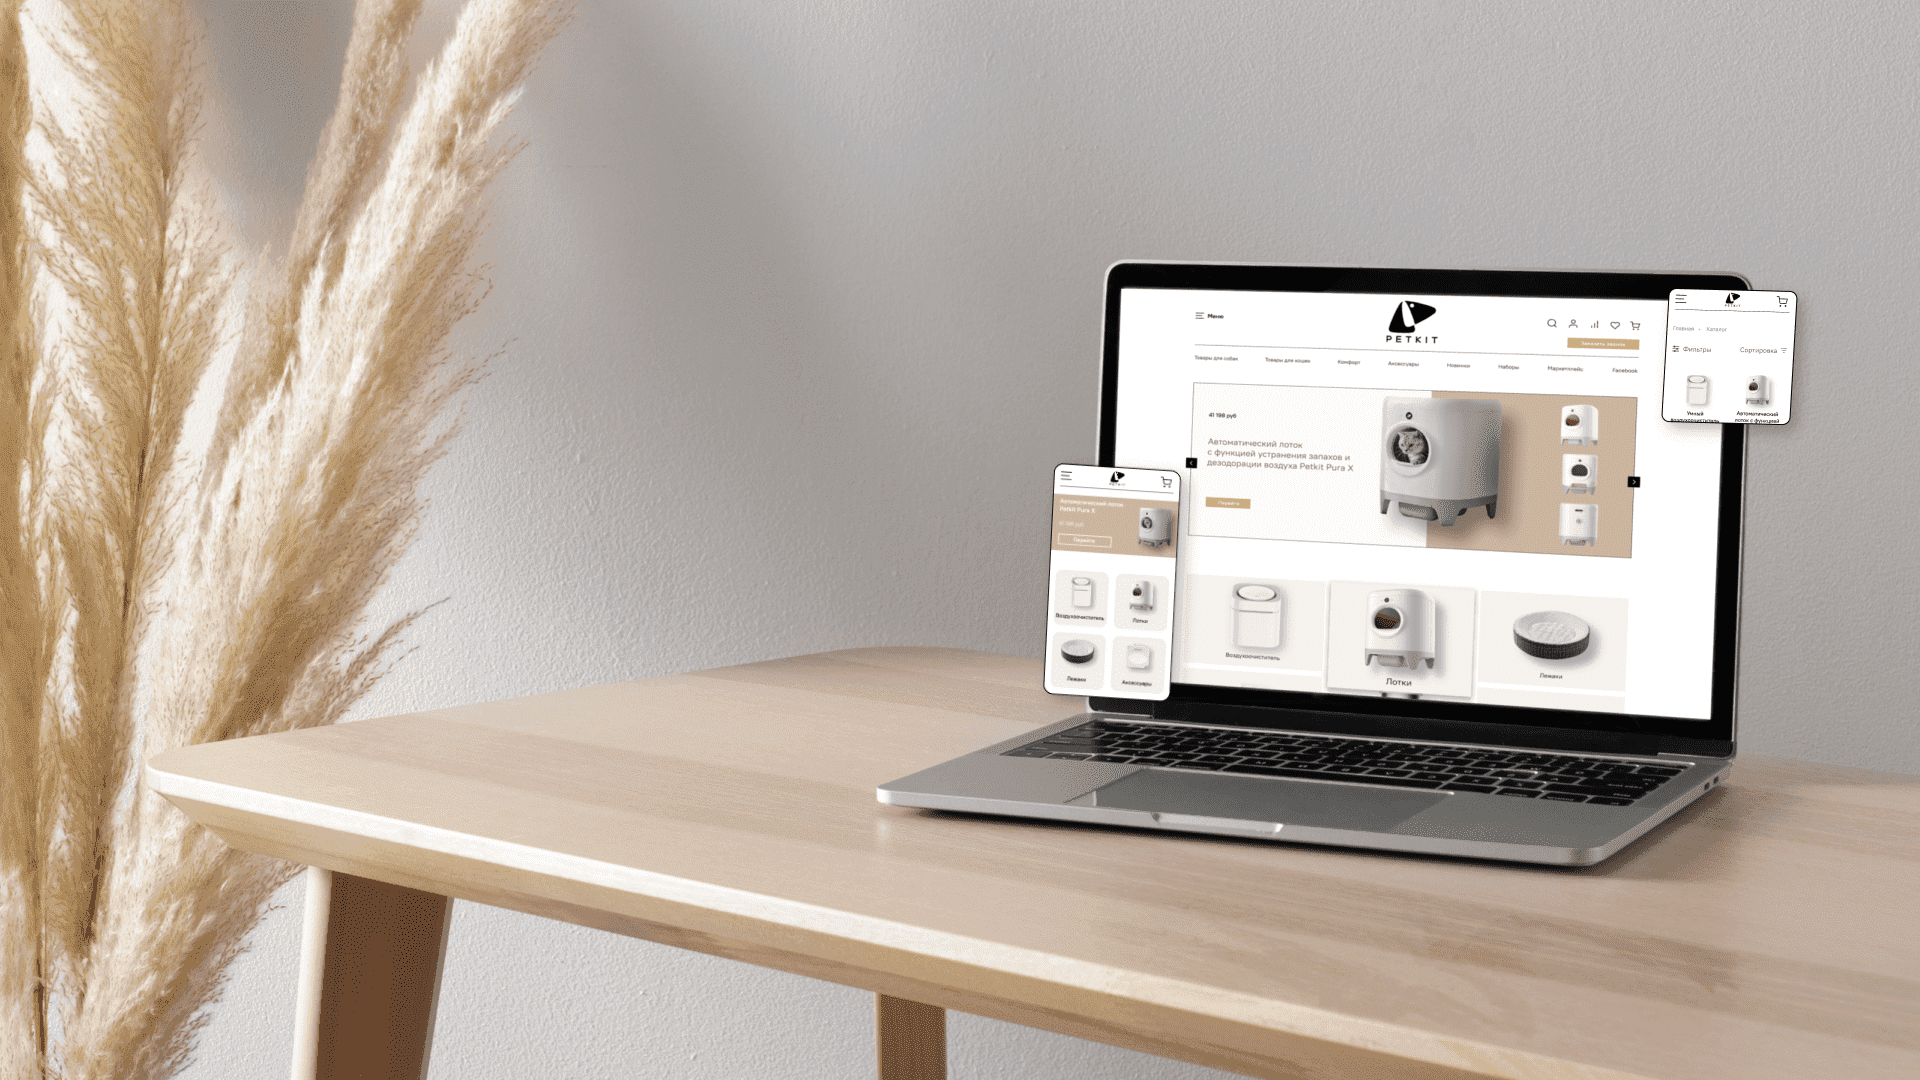 Меню
PETKIT
Заказать звонок
Товары для собак
Товары для кошек
Комфорт
Аксессуары
Новинки
Наборы
Маркетплейс
Facebook
41 198 руб
Автоматический лоток
с функцией устранения запахов и
дезодорации воздуха Petkit Pura X
Перейти
Воздухоочиститель
Лотки
Лежаки
PETKIT
Автоматический лоток
Petkit Pura X
41 198 руб
Перейти
Воздухоочиститель
Лотки
Лежаки
Аксессуары
PETKIT
Главная • Каталог
Фильтры
Сортировка
Умный
воздухоочиститель
Автоматический
лоток с функцией